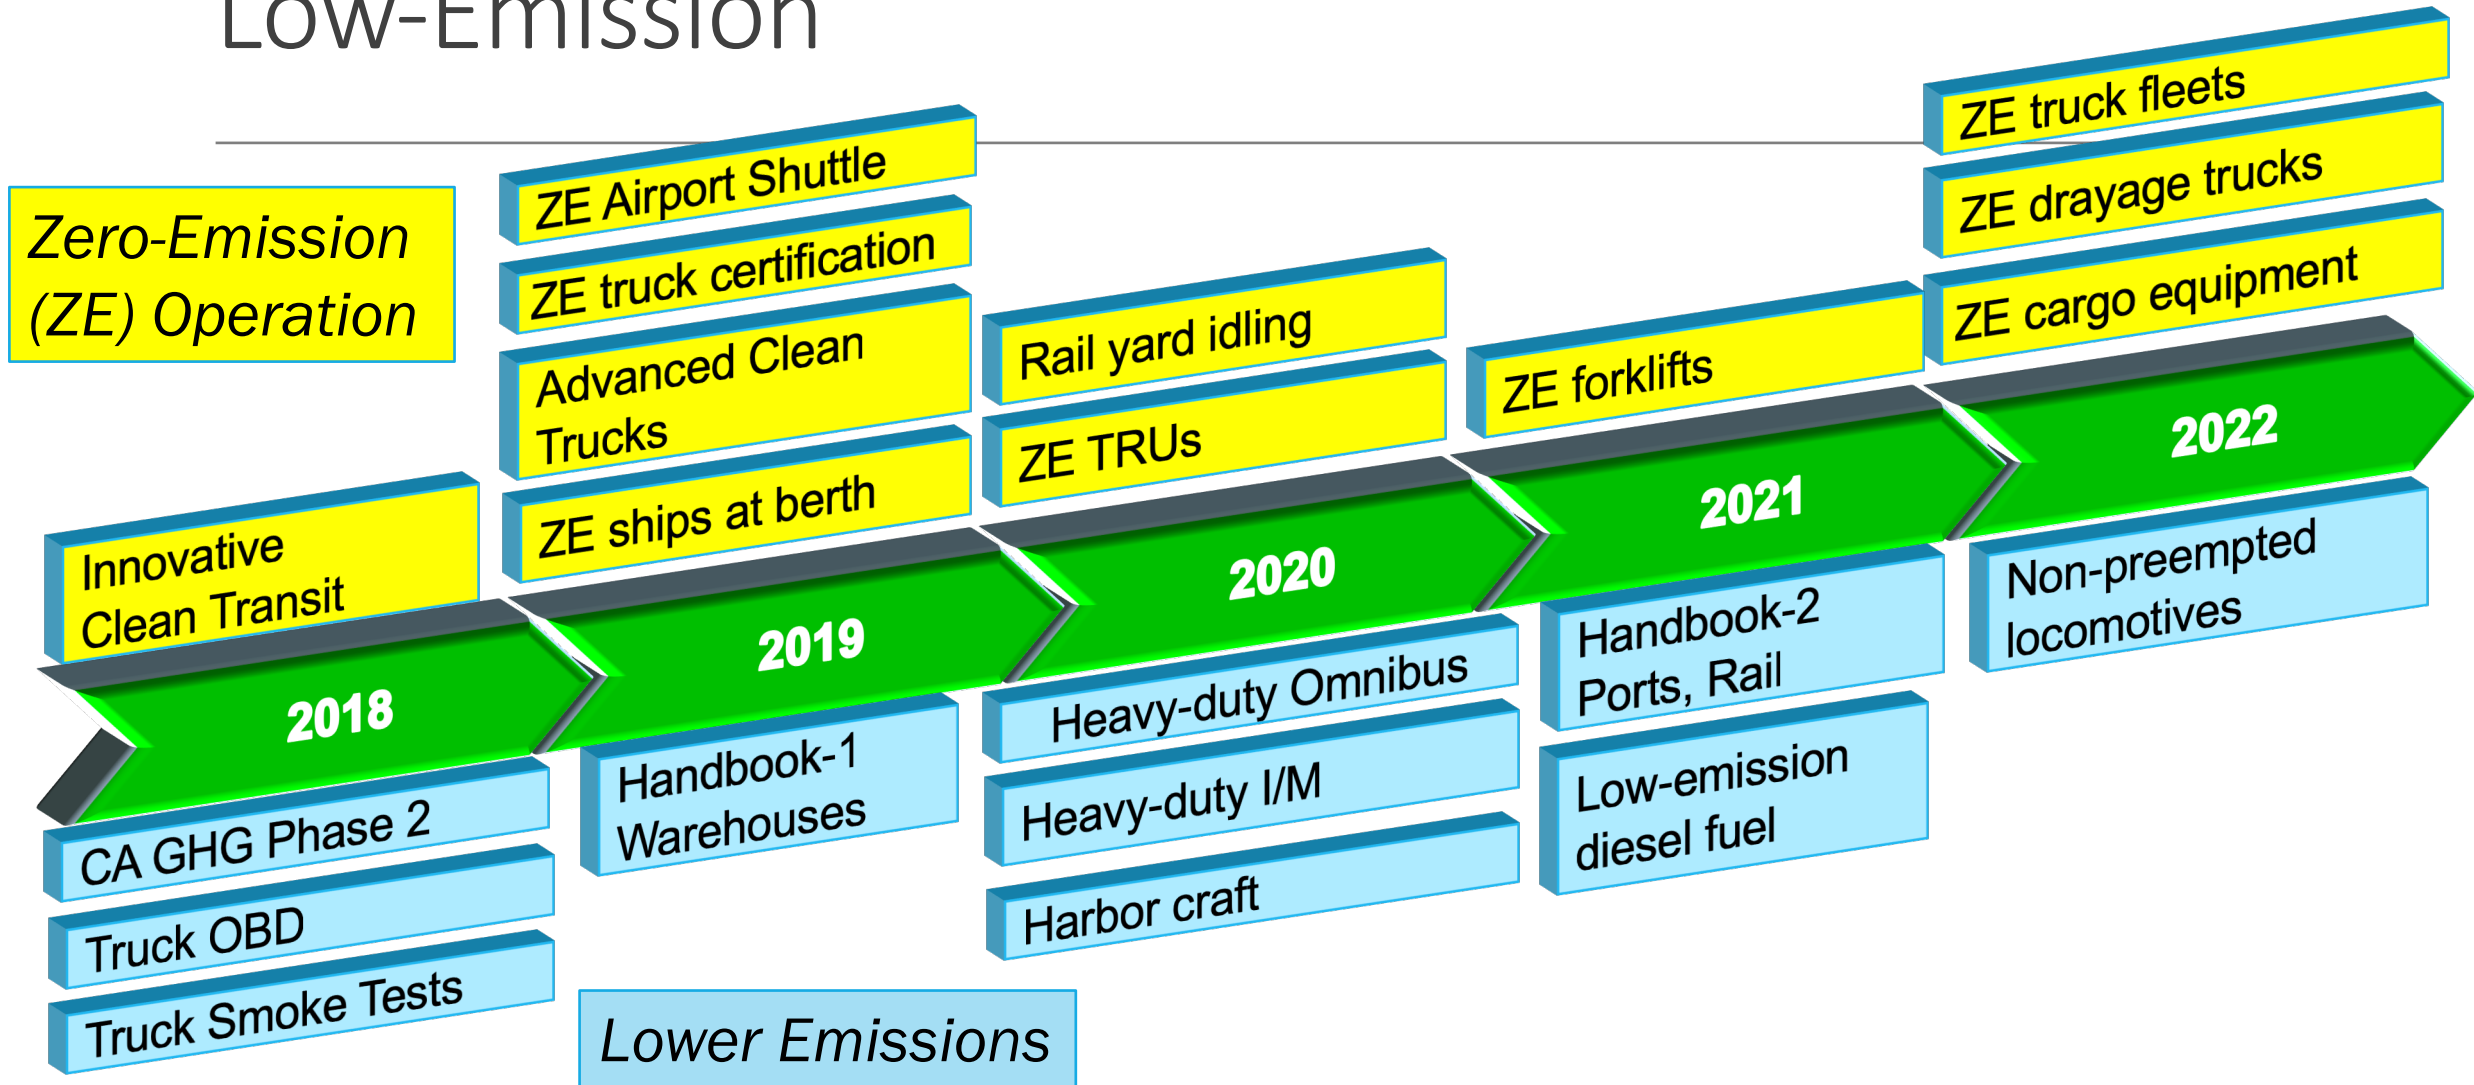 Low-Emission
Zero-Emission
(ZE) Operation
Innovative
Clean Transit
ZE Airport Shuttle
ZE truck certification
Advanced Clean
Trucks
ZE ships at berth
Rail yard idling
ZE TRUs
ZE forklifts
ZE truck fleets
ZE drayage trucks
ZE cargo equipment
2018
2019
2020
2021
2022
CA GHG Phase 2
Truck OBD
Truck Smoke Tests
Handbook-1
Warehouses
Heavy-duty Omnibus
Heavy-duty I/M
Harbor craft
Handbook-2
Ports, Rail
Low-emission
diesel fuel
Non-preempted
locomotives
Lower Emissions